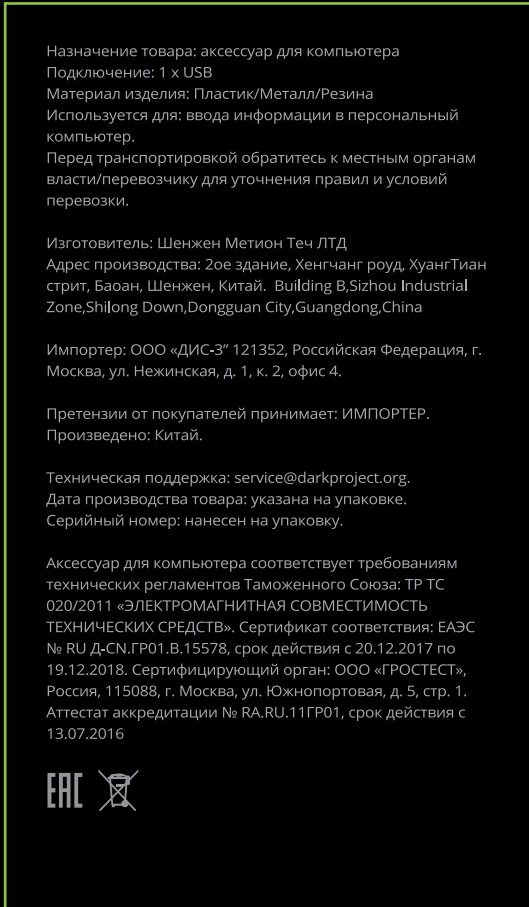 Назначение товара: аксессуар для компьютера
Подключение: 1 x USB
Материал изделия: Пластик/Металл/Резина
Используется для: ввода информации в персональный
компьютер.
Перед транспортировкой обратитесь к местным органам
власти/перевозчику для уточнения правил и условий
перевозки.
Изготовитель: Шенжен Метион Теч ЛТД
Адрес производства: 2ое здание, Хенгчанг роуд, ХуангТиан
стрит, Баоан, Шенжен, Китай.  Building B,Sizhou Industrial
Zone,Shilong Down,Dongguan City,Guangdong,China
Импортер: ООО «ДИС-3” 121352, Российская Федерация, г.
Москва, ул. Нежинская, д. 1, к. 2, офис 4.
Претензии от покупателей принимает: ИМПОРТЕР.
Произведено: Китай.
Техническая поддержка: service@darkproject.org.
Дата производства товара: указана на упаковке.
Серийный номер: нанесен на упаковку.
Аксессуар для компьютера соответствует требованиям
технических регламентов Таможенного Союза: ТР ТС
020/2011 «ЭЛЕКТРОМАГНИТНАЯ СОВМЕСТИМОСТЬ
ТЕХНИЧЕСКИХ СРЕДСТВ». Сертификат соответствия: ЕАЭС
№ RU Д-CN.ГР01.В.15578, срок действия с 20.12.2017 по
19.12.2018. Сертифицирующий орган: ООО «ГРОСТЕСТ»,
Россия, 115088, г. Москва, ул. Южнопортовая, д. 5, стр. 1.
Аттестат аккредитации № RA.RU.11ГР01, срок действия с
13.07.2016
EAC